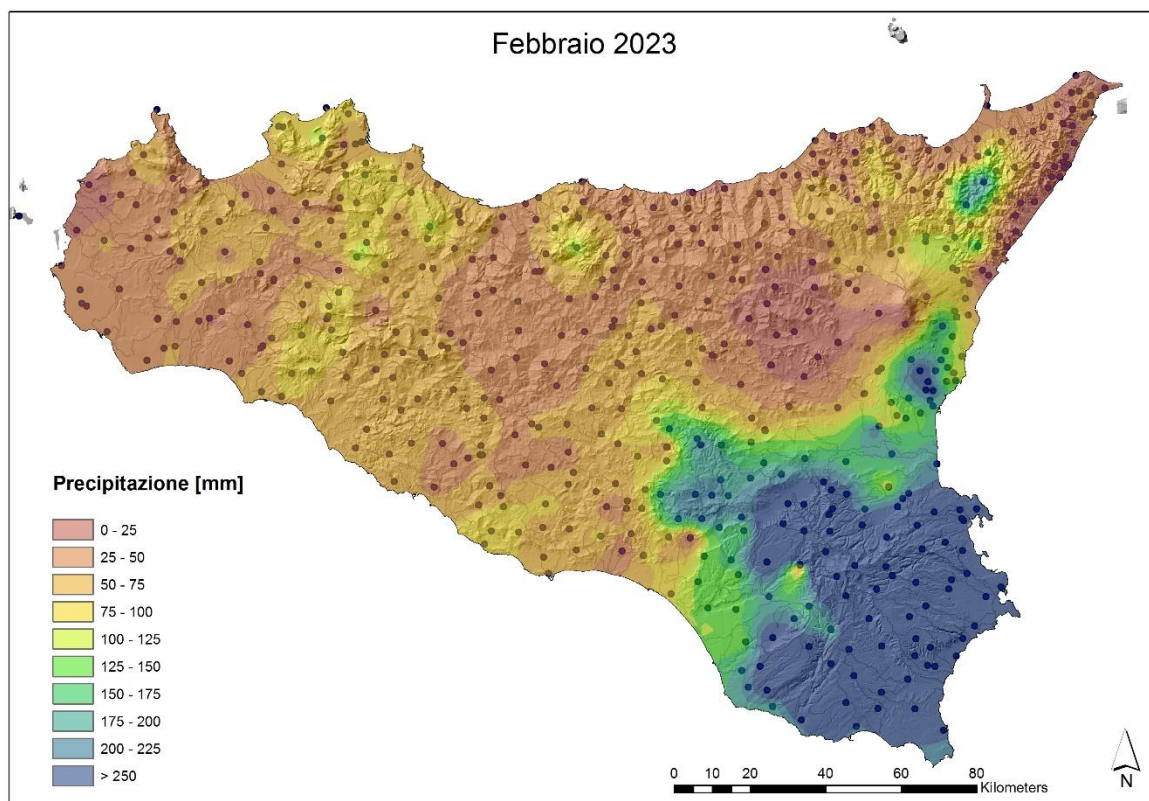 Febbraio 2023
Precipitazione [mm]
0 - 25
25 - 50
50 - 75
75 - 100
100 - 125
125 - 150
150 - 175
175 - 200
200 - 225
> 250
0 10 20 40 60 80
Kilometers
N